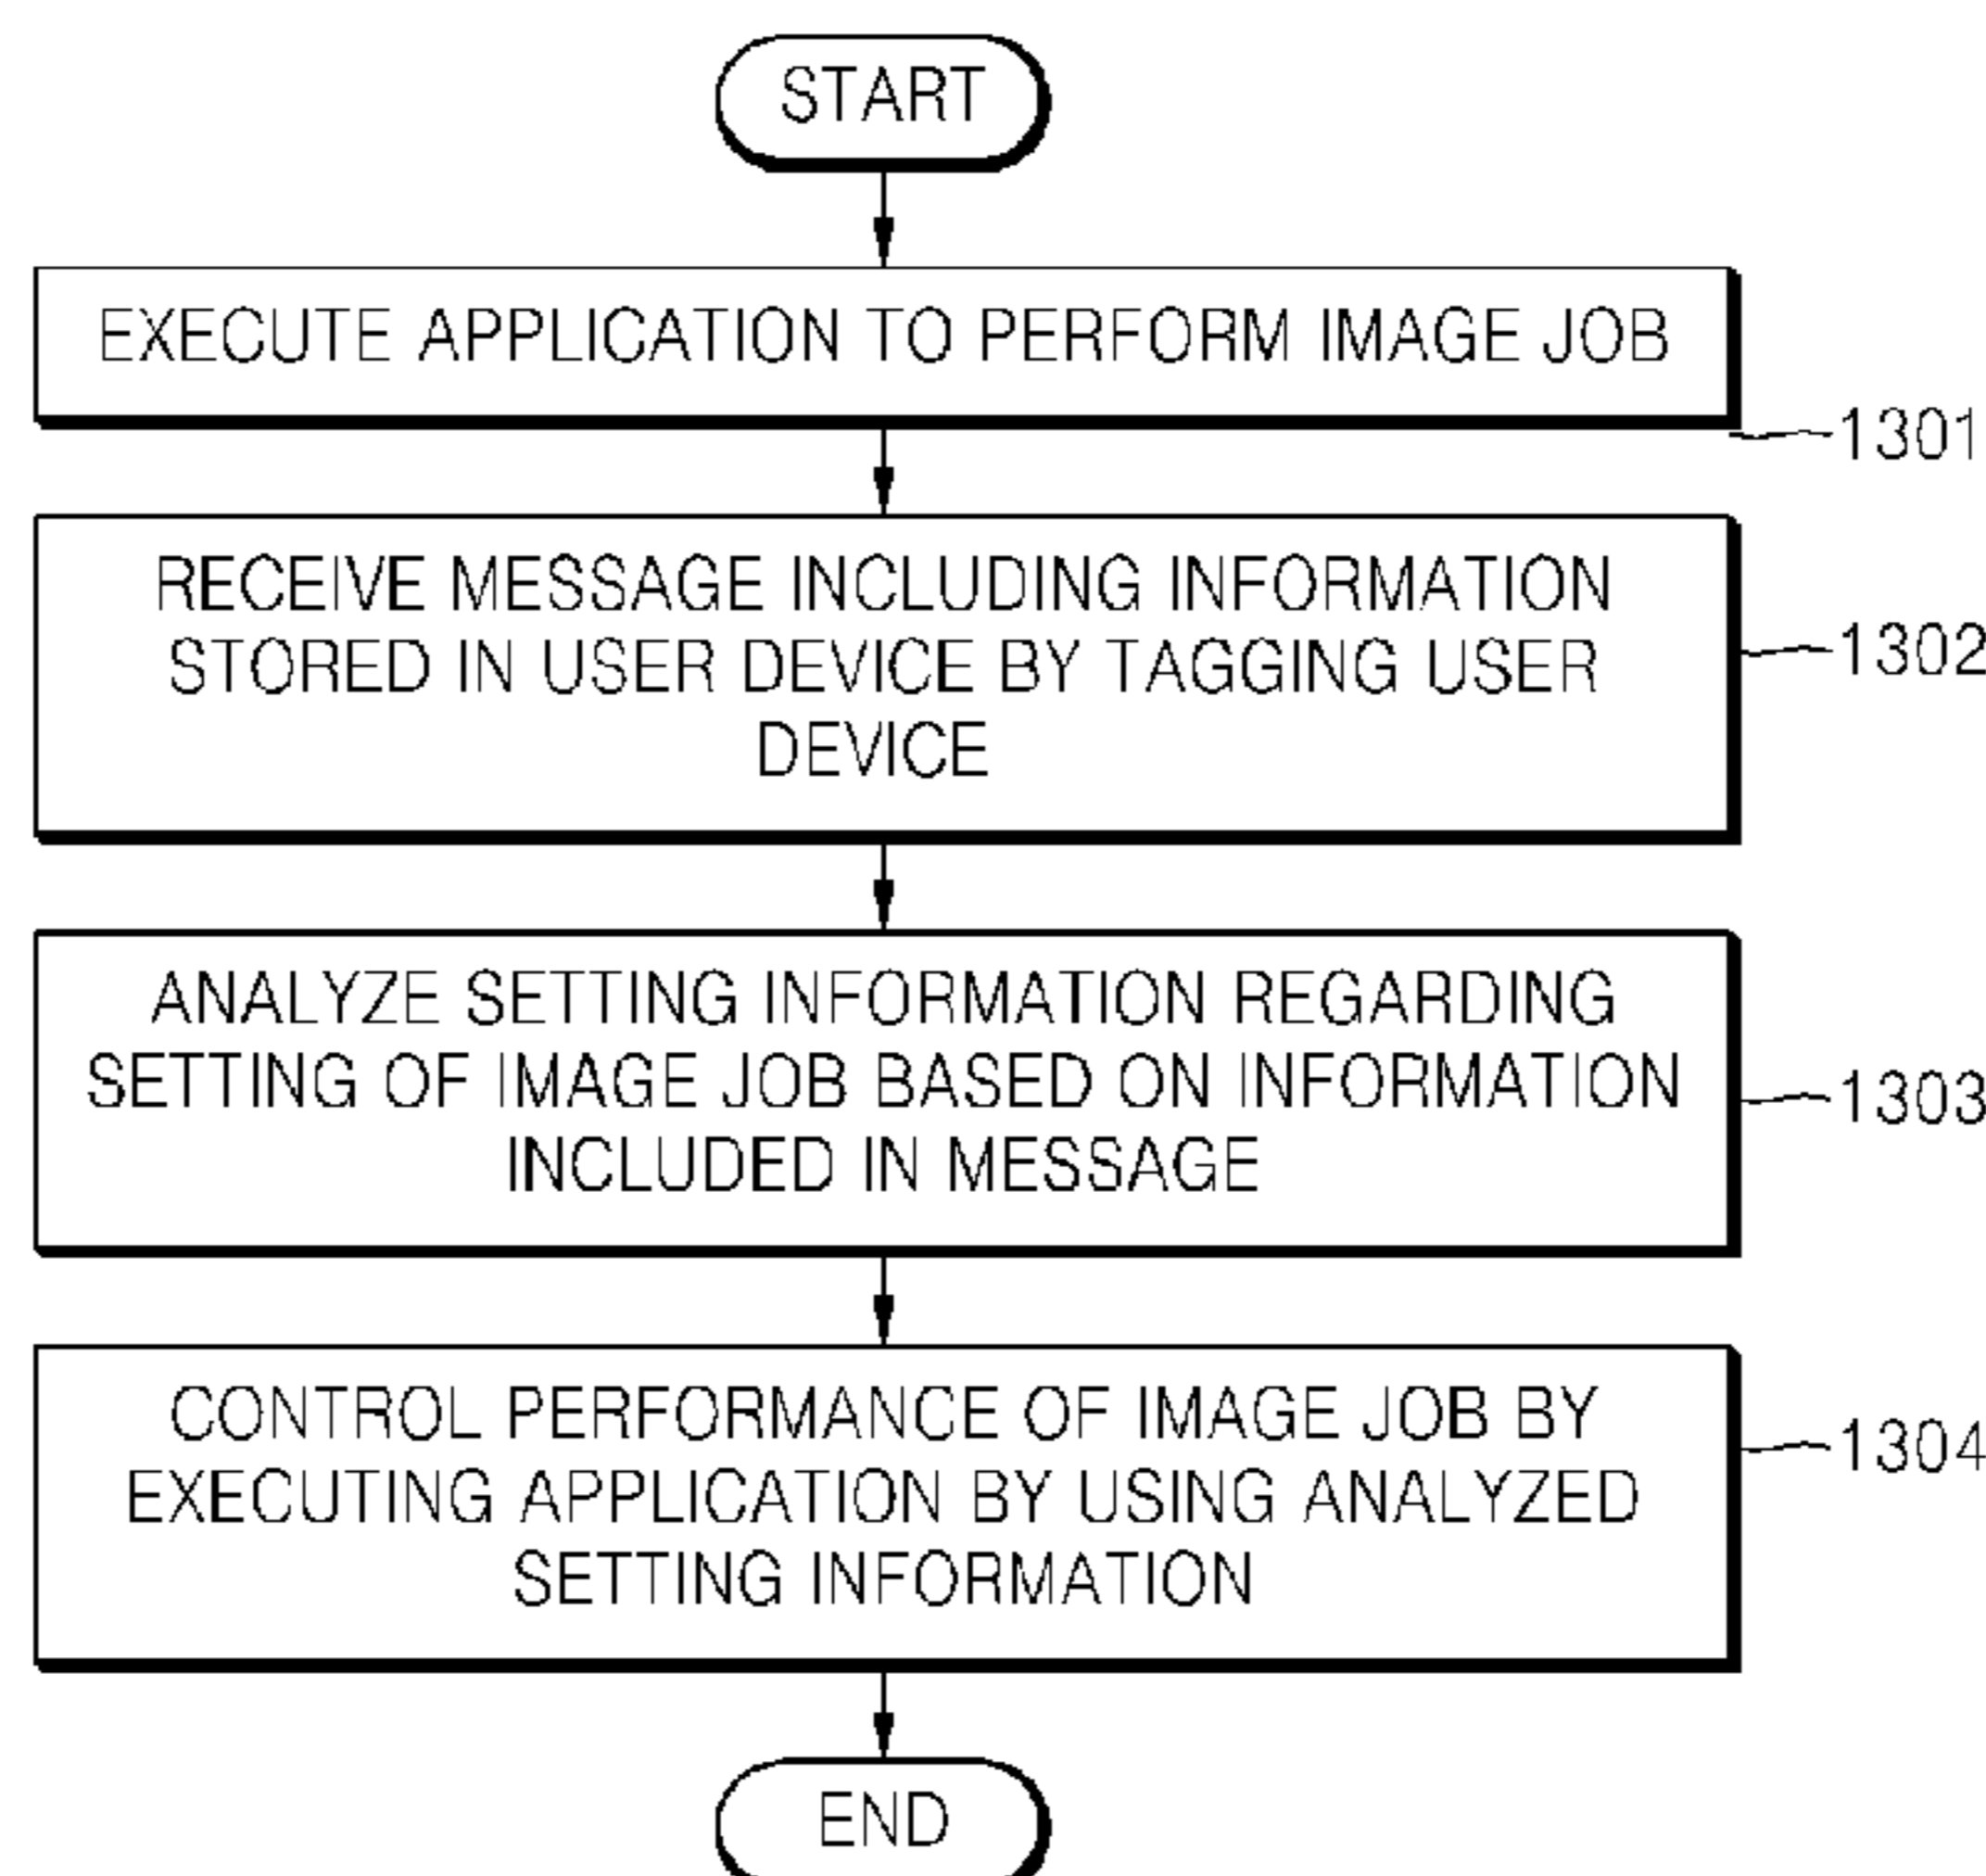 START
EXECUTE APPLICATION TO PERFORM IMAGE JOB
1301
RECEIVE MESSAGE INCLUDING INFORMATION
STORED IN USER DEVICE BY TAGGING USER
DEVICE
1302
ANALYZE SETTING INFORMATION REGARDING
SETTING OF IMAGE JOB BASED ON INFORMATION
INCLUDED IN MESSAGE
1303
CONTROL PERFORMANCE OF IMAGE JOB BY
EXECUTING APPLICATION BY USING ANALYZED
SETTING INFORMATION
1304
END